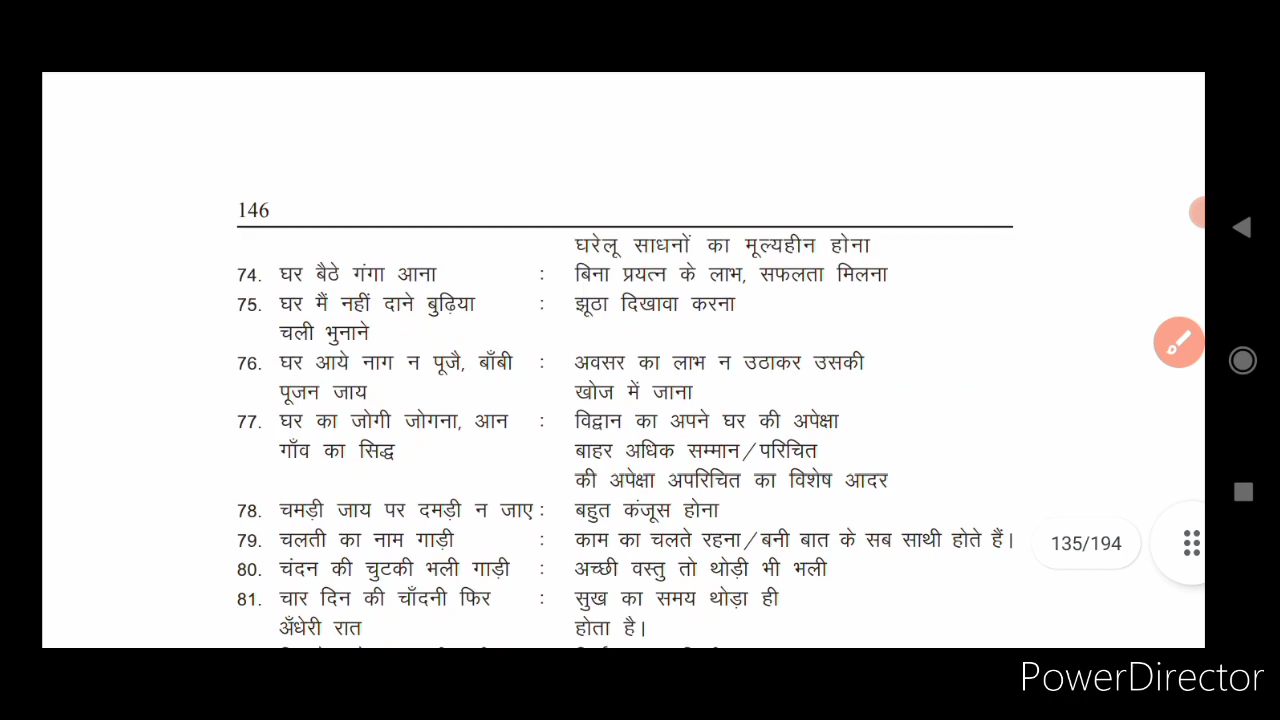 146
घरेलू साधनों का मूल्यहीन होना
74. घर बैठे गंगा आना : बिना प्रयत्न के लाभ, सफलता मिलना
75. घर मैं नहीं दाने बुढ़िया : झूठा दिखावा करना
चली भुनाने
76. घर आये नाग न पूजै, बाँबी : अवसर का लाभ न उठाकर उसकी
पूजन जाय खोज में जाना
77. घर का जोगी जोगना, आन : विद्वान का अपने घर की अपेक्षा
गाँव का सिद्ध बाहर अधिक सम्मान/परिचित
की अपेक्षा अपरिचित का विशेष आदर
78. चमड़ी जाय पर दमड़ी न जाए : बहुत कंजूस होना
79. चलती का नाम गाड़ी : काम का चलते रहना/बनी बात के सब साथी होते हैं।
135/194
80. चंदन की चुटकी भली गाड़ी : अच्छी वस्तु तो थोड़ी भी भली
81. चार दिन की चाँदनी फिर : सुख का समय थोड़ा ही
अँधेरी रात होता है।
PowerDirector